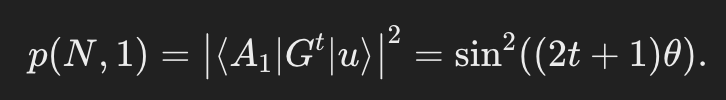 p(N, 1) = |⟨A₁|Gᵗ|u⟩|² = sin²((2t + 1)θ).